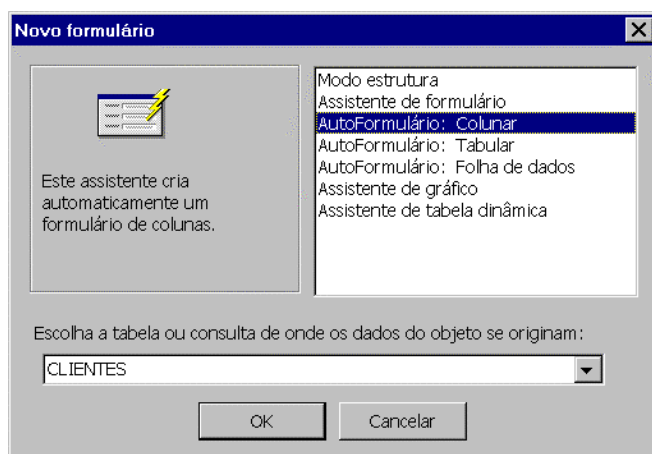 Novo formulário
Modo estrutura
Assistente de formulário
AutoFormulário: Colunar
AutoFormulário: Tabular
AutoFormulário: Folha de dados
Assistente de gráfico
Assistente de tabela dinâmica
Este assistente cria
automaticamente um
formulário de colunas.
Escolha a tabela ou consulta de onde os dados do objeto se originam:
CLIENTES
OK
Cancelar